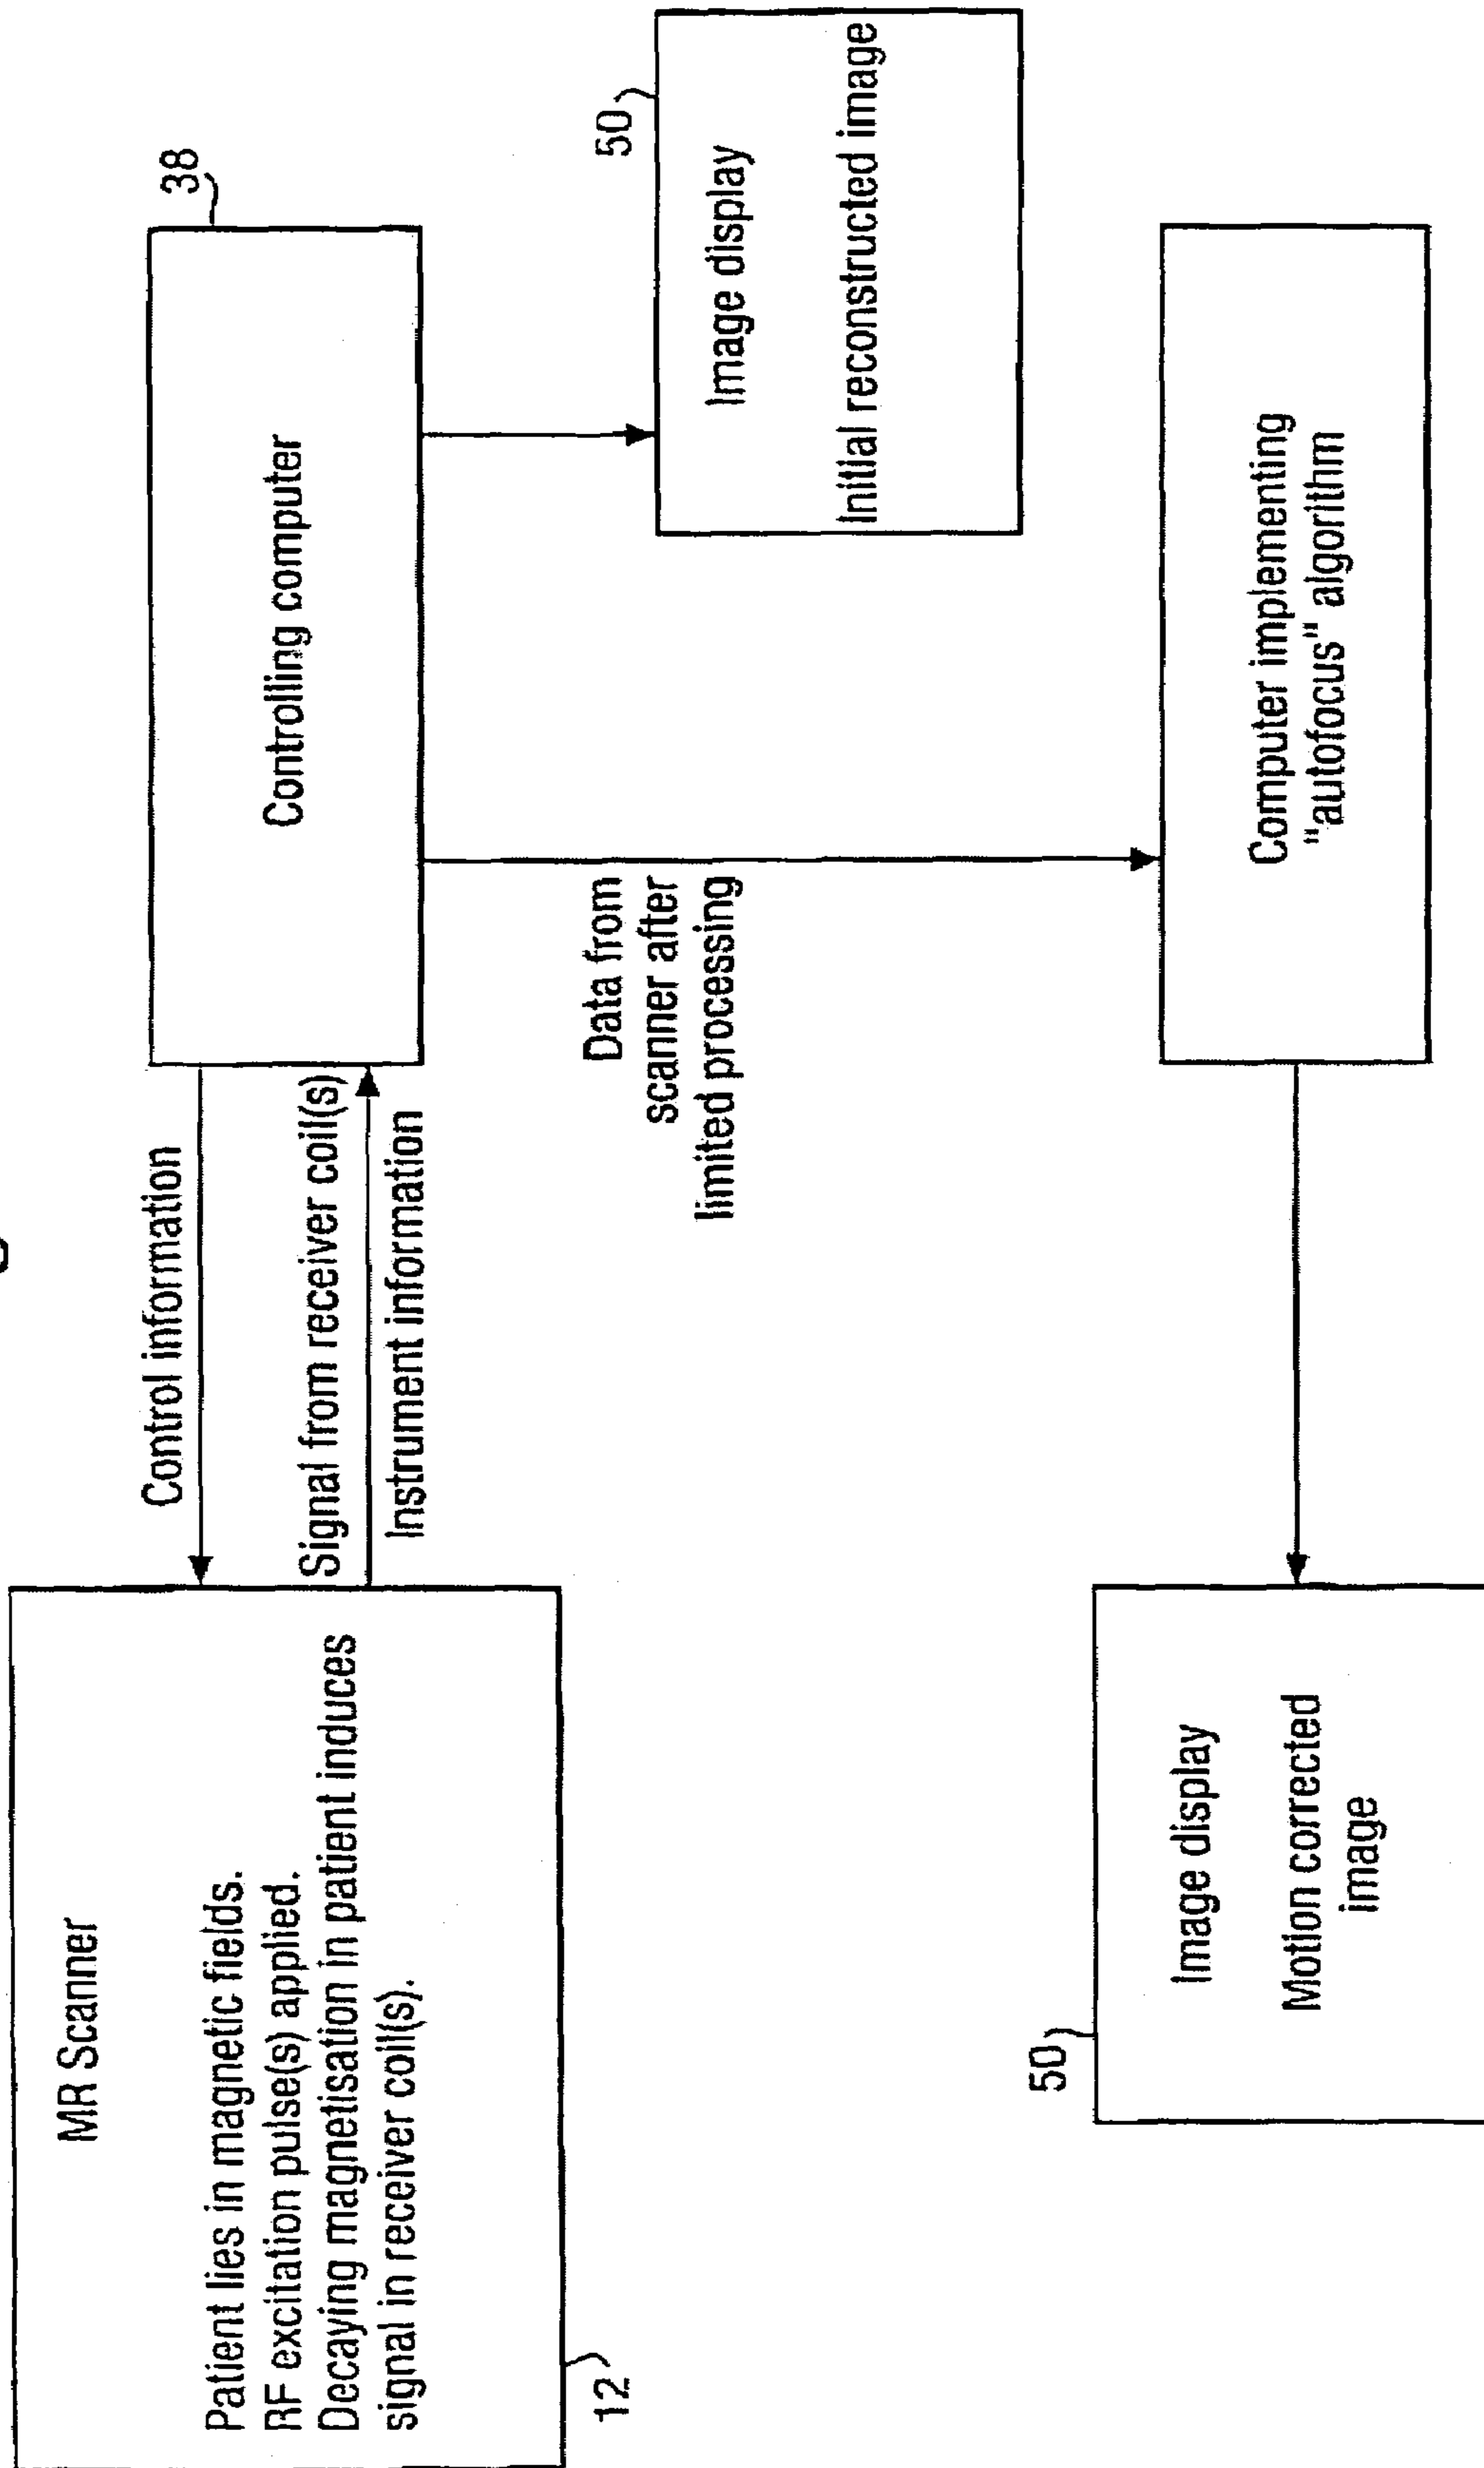 MR Scanner
Patient lies in magnetic fields.
RF excitation pulse(s) applied.
Decaying magnetisation in patient induces
signal in receiver coil(s).
12
Control information
Signal from receiver coil(s)
Instrument information
Controlling computer
38
Image display
Initial reconstructed image
50
Data from
scanner after
limited processing
Computer implementing
"autofocus" algorithm
Image display
Motion corrected
image
50